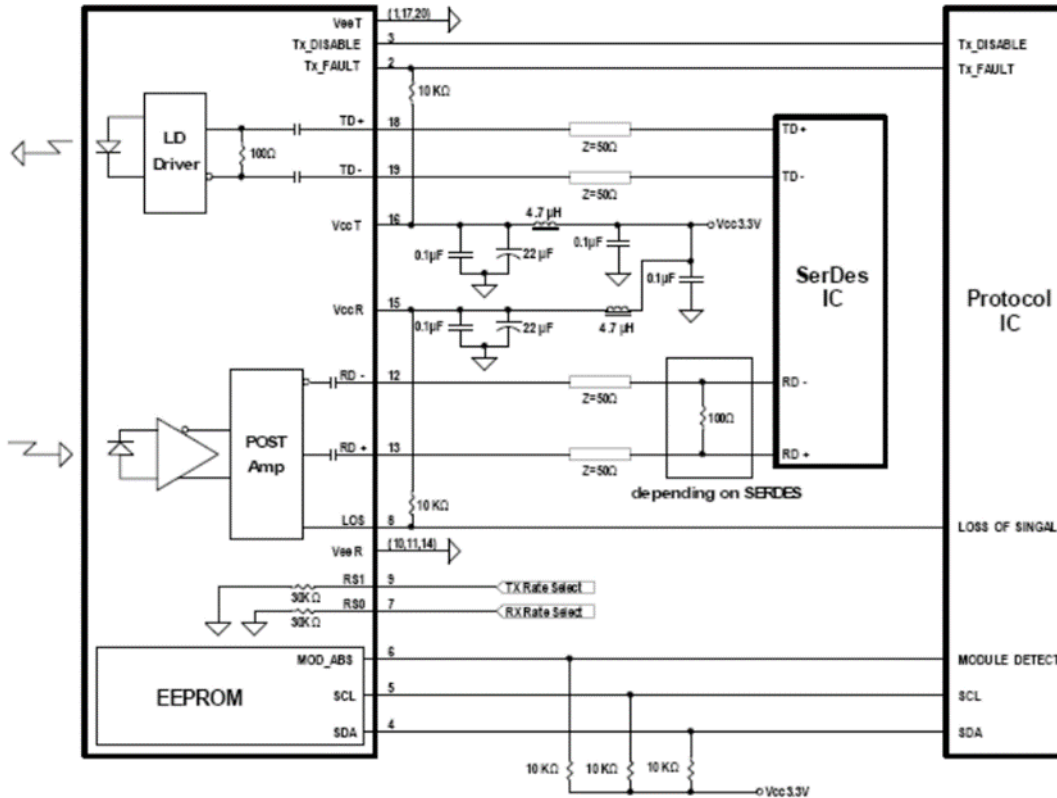 VeeT (1,17,20)
Tx_DISABLE 3 Tx_DISABLE
Tx_FAULT 2 Tx_FAULT
10 KΩ
LD Driver
100Ω
TD+ 18 Z=50Ω TD+
TD- 19 Z=50Ω TD-
VccT 16 4.7 µH Vcc3.3V
0.1µF 22 µF 0.1µF
0.1µF
SerDes IC
Protocol IC
VccR 15
0.1µF 22 µF 4.7 µH
RD - 12 Z=50Ω RD -
100Ω
POST Amp
RD + 13 Z=50Ω RD +
depending on SERDES
10 KΩ
LOS 8 LOSS OF SINGAL
VeeR (10,11,14)
RS1 9 TX Rate Select
30KΩ
RS0 7 RX Rate Select
30KΩ
MOD_ABS 6 MODULE DETECT
EEPROM
SCL 5 SCL
SDA 4 SDA
10 KΩ 10 KΩ 10 KΩ
Vcc3.3V